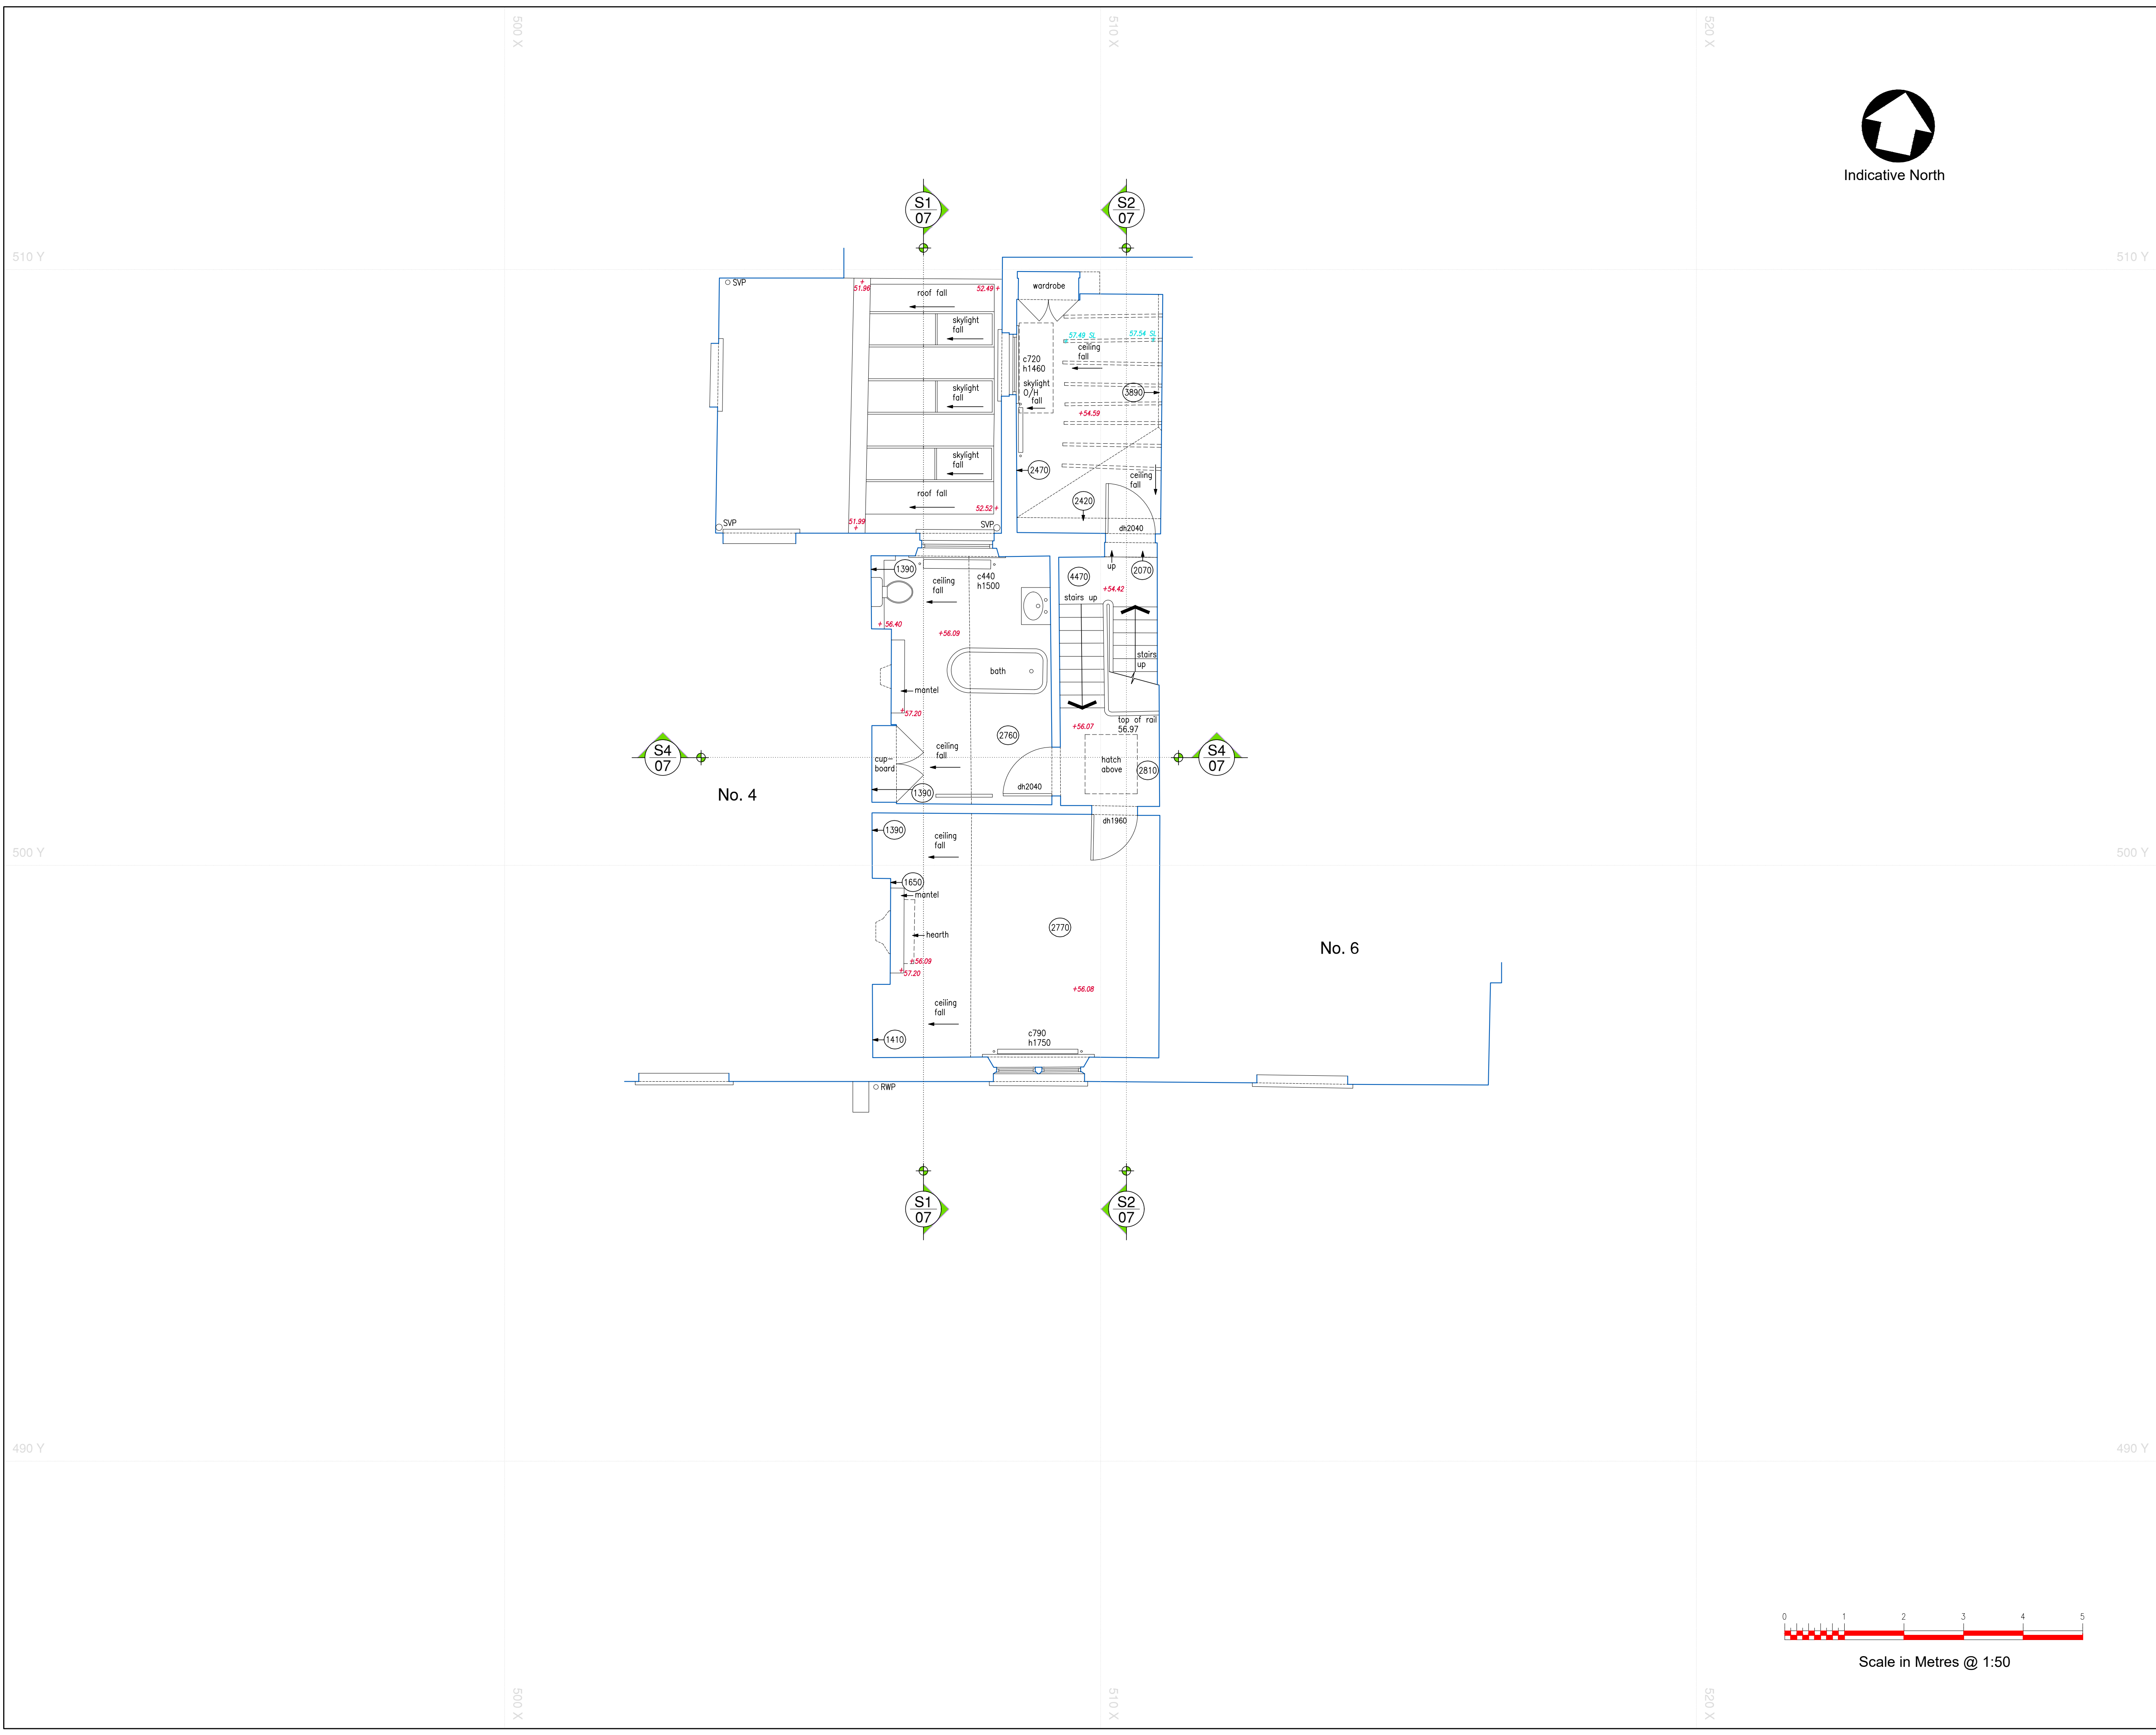 500 X
510 X
520 X
Indicative North
S1
07
S2
07
510 Y
510 Y
SVP
51.96
roof fall
52.49
wardrobe
skylight
fall
57.49 SL
57.54 SL
ceiling
fall
c720
h1460
skylight
O/H
fall
skylight
fall
3890
54.59
skylight
fall
2470
ceiling
fall
roof fall
2420
52.52
SVP
51.99
SVP
dh2040
1390
ceiling
fall
c440
h1500
up
2070
4470
54.42
stairs up
56.40
56.09
stairs
up
bath
mantel
57.20
top of rail
56.97
56.07
2760
S4
07
ceiling
fall
cup-
board
hatch
above
2810
S4
07
No. 4
1390
dh2040
dh1960
1390
ceiling
fall
500 Y
500 Y
1650
mantel
2770
hearth
No. 6
56.09
57.20
56.08
ceiling
fall
c790
h1750
1410
RWP
S1
07
S2
07
490 Y
490 Y
0 1 2 3 4 5
Scale in Metres @ 1:50
500 X
510 X
520 X